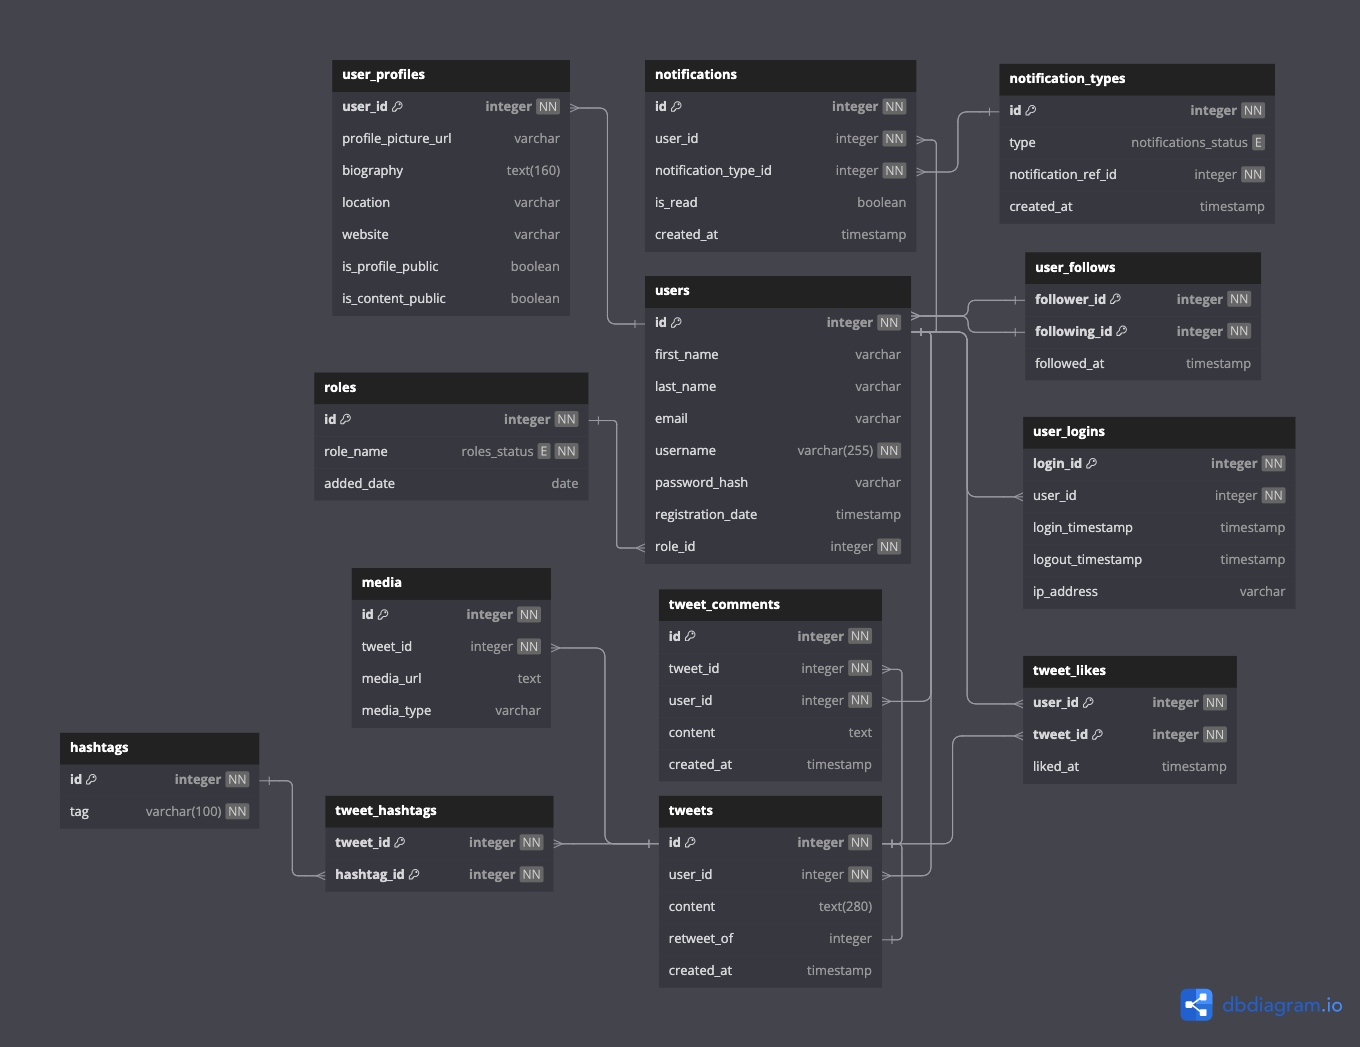 user_profiles
user_id integer NN
profile_picture_url varchar
biography text(160)
location varchar
website varchar
is_profile_public boolean
is_content_public boolean
notifications
id integer NN
user_id integer NN
notification_type_id integer NN
is_read boolean
created_at timestamp
notification_types
id integer NN
type notifications_status E
notification_ref_id integer NN
created_at timestamp
users
id integer NN
first_name varchar
last_name varchar
email varchar
username varchar(255) NN
password_hash varchar
registration_date timestamp
role_id integer NN
user_follows
follower_id integer NN
following_id integer NN
followed_at timestamp
roles
id integer NN
role_name roles_status E NN
added_date date
user_logins
login_id integer NN
user_id integer NN
login_timestamp timestamp
logout_timestamp timestamp
ip_address varchar
media
id integer NN
tweet_id integer NN
media_url text
media_type varchar
tweet_comments
id integer NN
tweet_id integer NN
user_id integer NN
content text
created_at timestamp
tweet_likes
user_id integer NN
tweet_id integer NN
liked_at timestamp
hashtags
id integer NN
tag varchar(100) NN
tweet_hashtags
tweet_id integer NN
hashtag_id integer NN
tweets
id integer NN
user_id integer NN
content text(280)
retweet_of integer
created_at timestamp
dbdiagram.io